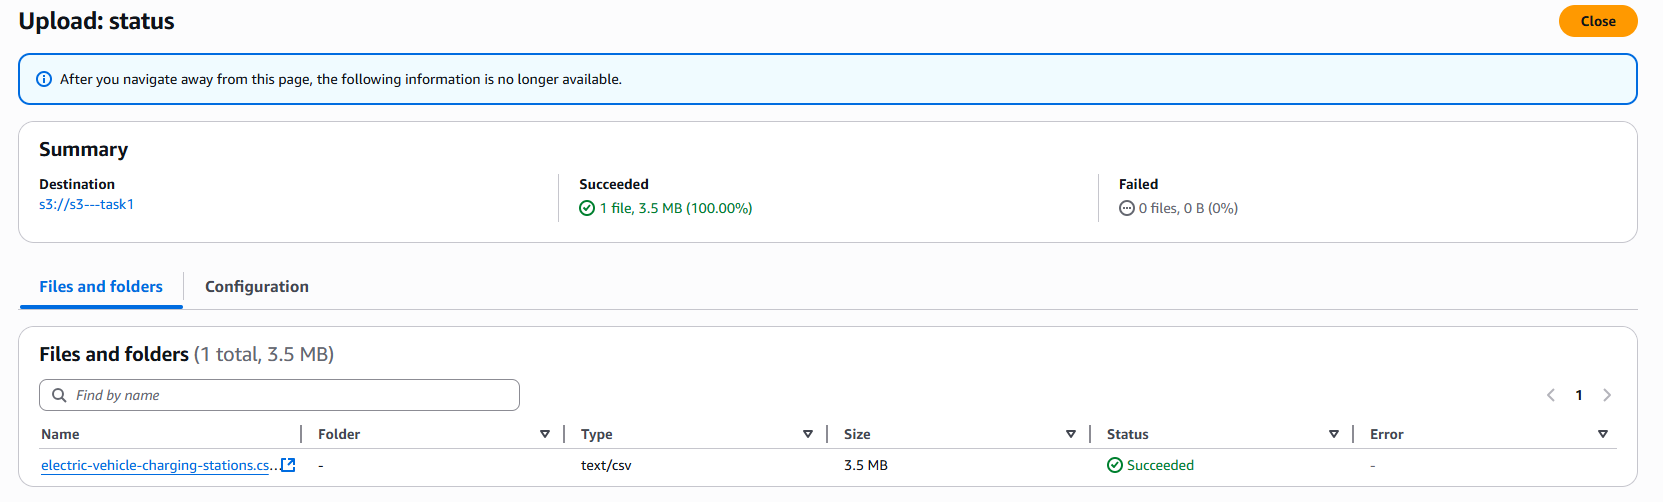 Upload: status
Close
After you navigate away from this page, the following information is no longer available.
Summary
Destination
s3://s3---task1
Succeeded
1 file, 3.5 MB (100.00%)
Failed
0 files, 0 B (0%)
Files and folders
Configuration
Files and folders (1 total, 3.5 MB)
Find by name
1
Name Folder Type Size Status Error
electric-vehicle-charging-stations.cs... - text/csv 3.5 MB Succeeded -